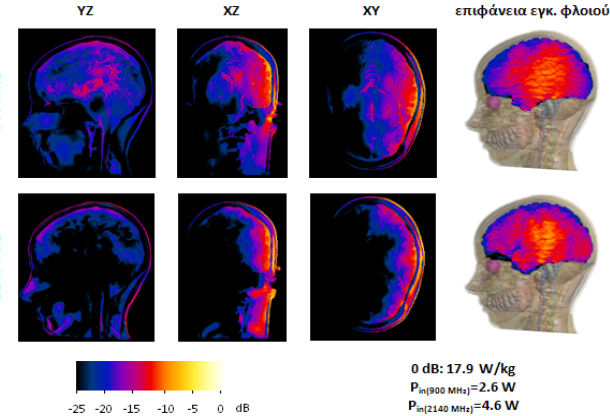 YZ XZ XY επιφάνεια εγκ. φλοιού
-25 -20 -15 -10 -5 0 dB
0 dB: 17.9 W/kg
Pin(900 MHz)=2.6 W
Pin(2140 MHz)=4.6 W